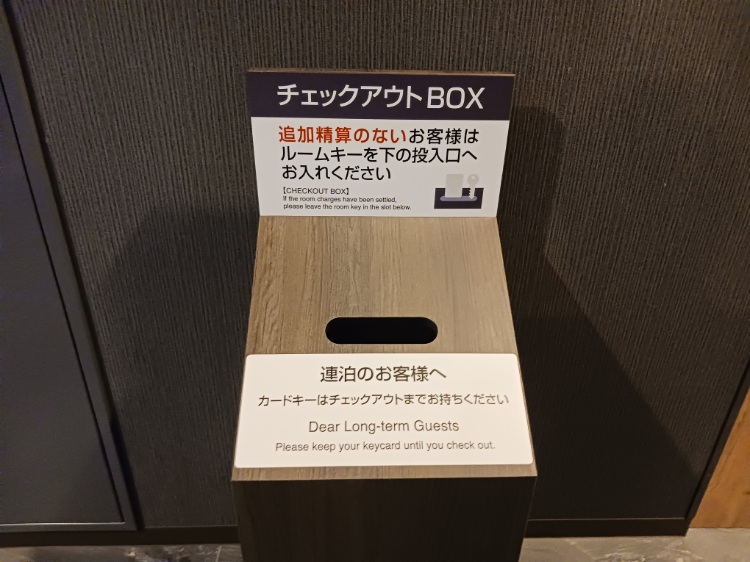 チェックアウトBOX
追加精算のないお客様は
ルームキーを下の投入口へ
お入れください
【CHECKOUT BOX】
If the room charges have been settled,
please leave the room key in the slot below.
連泊のお客様へ
カードキーはチェックアウトまでお持ちください
Dear Long-term Guests
Please keep your keycard until you check out.